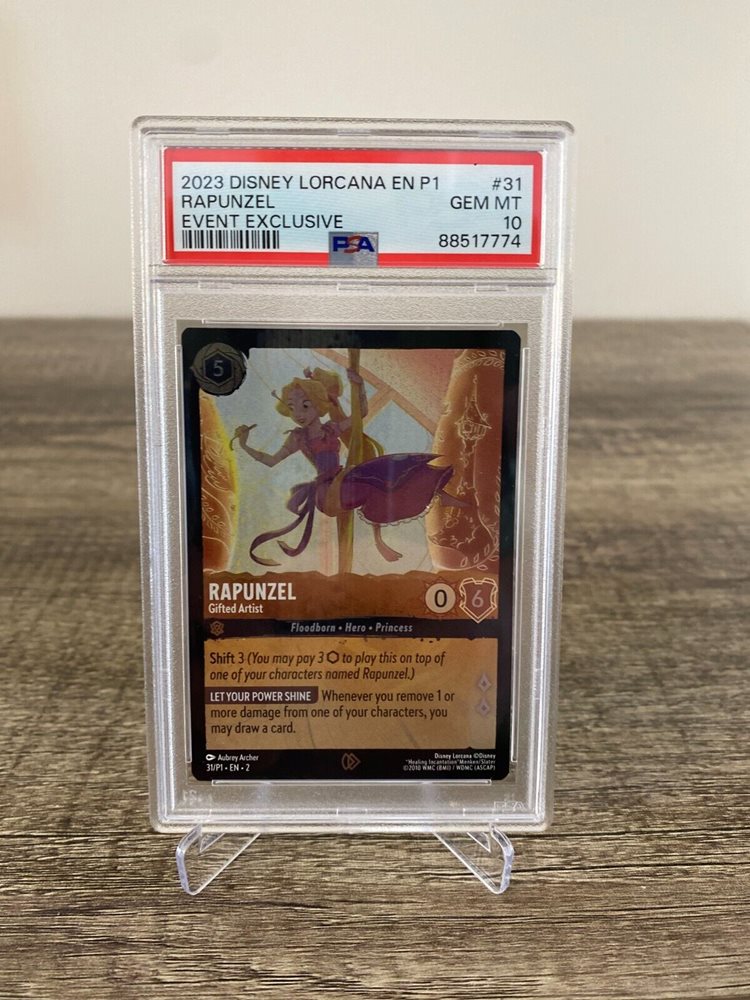 2023 DISNEY LORCANA EN P1 #31
RAPUNZEL GEM MT
EVENT EXCLUSIVE 10
PSA 88517774
5
RAPUNZEL
Gifted Artist
0 6
Floodborn • Hero • Princess
Shift 3 (You may pay 3 ⬡ to play this on top of
one of your characters named Rapunzel.)
LET YOUR POWER SHINE Whenever you remove 1 or
more damage from one of your characters, you
may draw a card.
Aubrey Archer
31/P1 • EN • 2
Disney Lorcana ©Disney
"Healing Incantation" Menken/Slater
©2010 WMC (BMI) / WDMC (ASCAP)
PSA